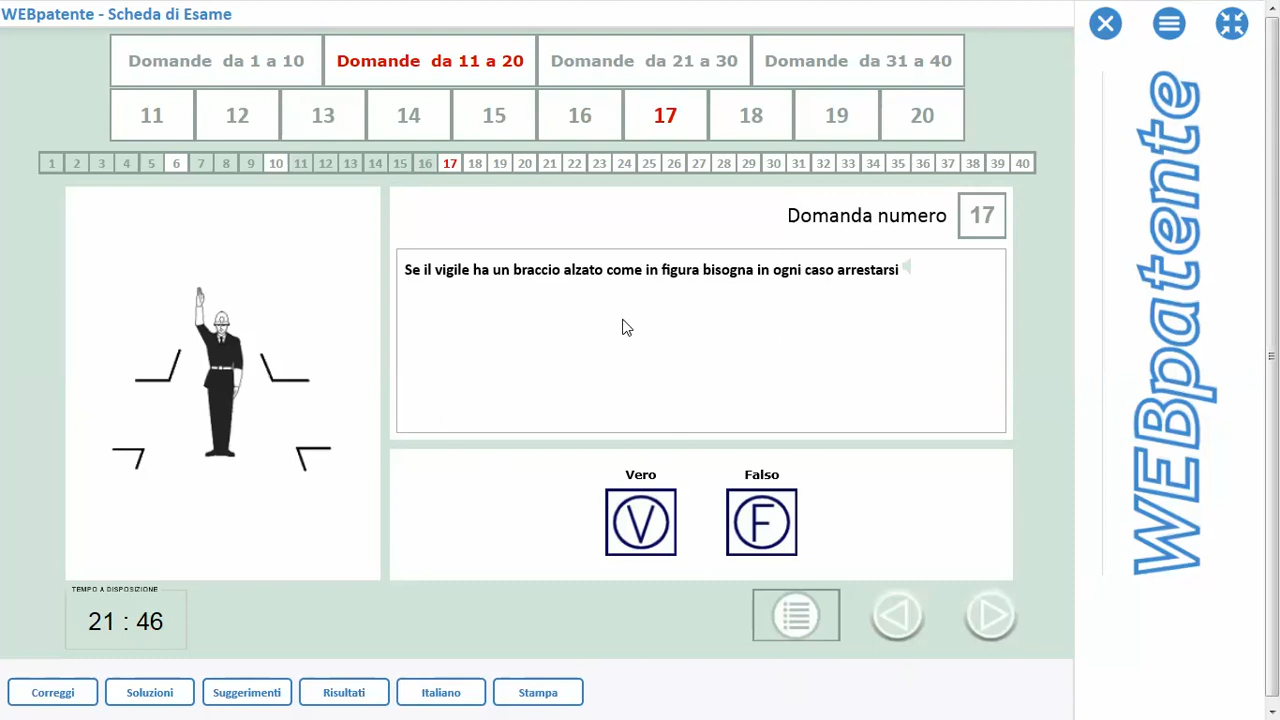 WEBpatente - Scheda di Esame
Domande da 1 a 10 Domande da 11 a 20 Domande da 21 a 30 Domande da 31 a 40
11 12 13 14 15 16 17 18 19 20
1 2 3 4 5 6 7 8 9 10 11 12 13 14 15 16 17 18 19 20 21 22 23 24 25 26 27 28 29 30 31 32 33 34 35 36 37 38 39 40
Domanda numero 17
Se il vigile ha un braccio alzato come in figura bisogna in ogni caso arrestarsi
Vero Falso
V F
TEMPO A DISPOSIZIONE
21 : 46
Correggi Soluzioni Suggerimenti Risultati Italiano Stampa
WEBpatente